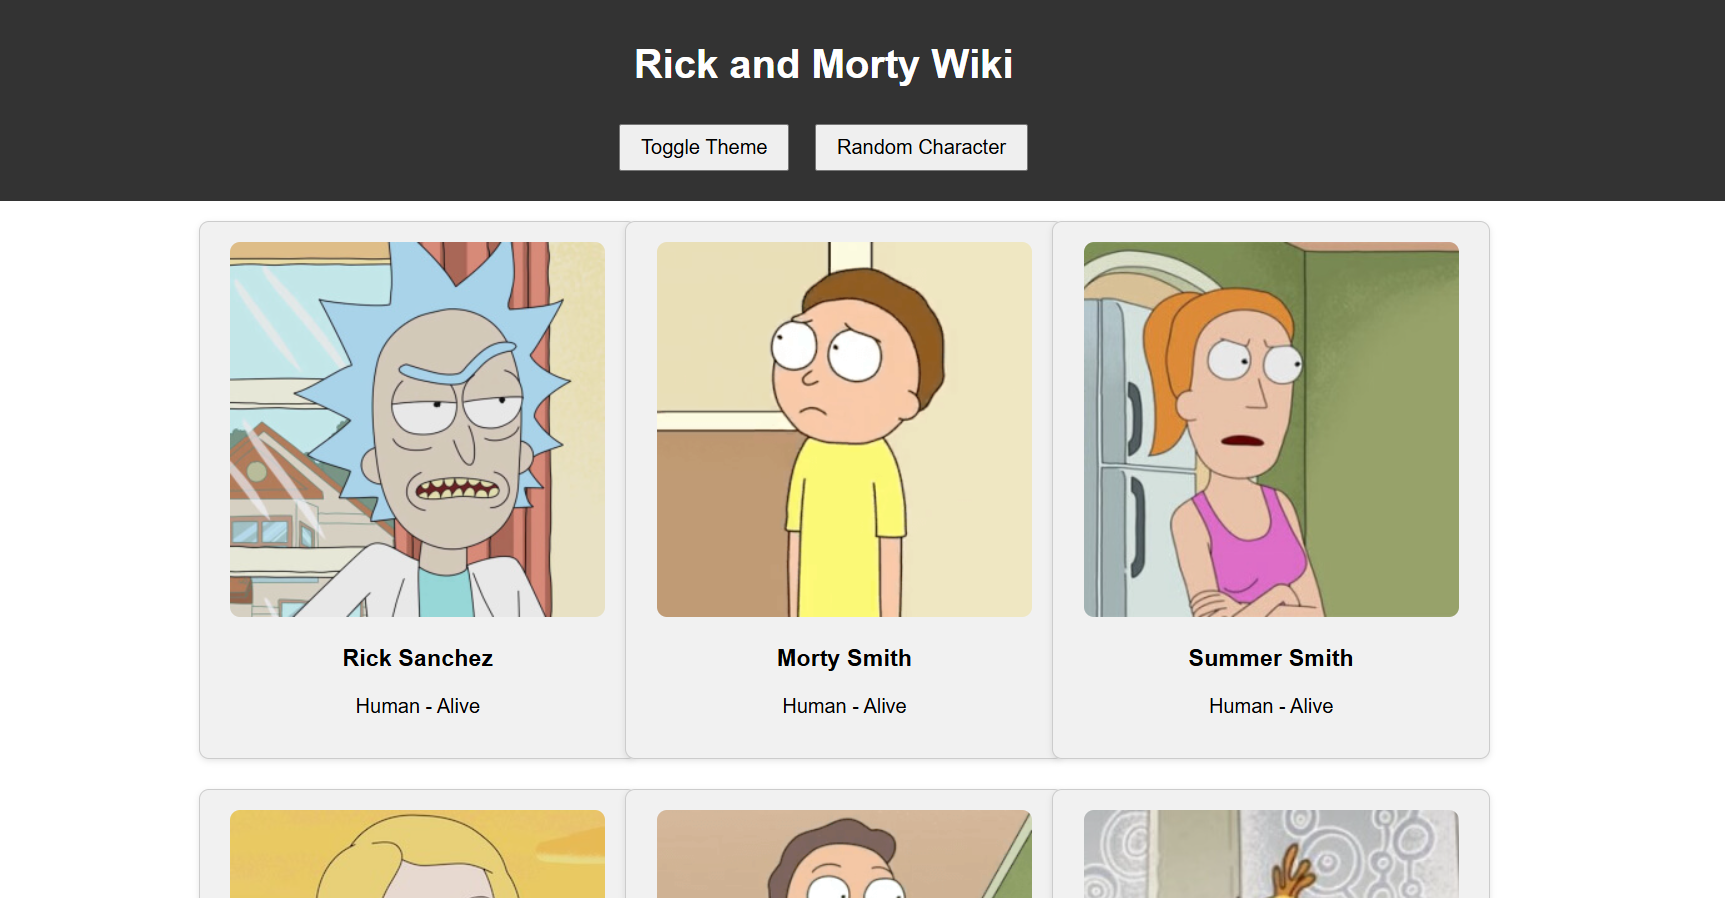 Rick and Morty Wiki
Toggle Theme
Random Character
Rick Sanchez
Human - Alive
Morty Smith
Human - Alive
Summer Smith
Human - Alive